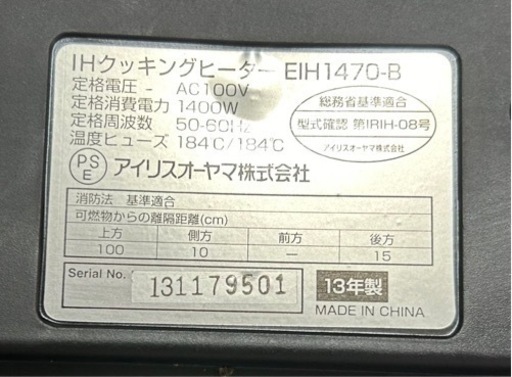 IHクッキングヒーター EIH1470-B
定格電圧 - AC100V
定格消費電力 1400W
定格周波数 50-60Hz
温度ヒューズ 184℃/184℃
総務省基準適合
型式確認 第IRIH-08号
アイリスオーヤマ株式会社
PS
E
アイリスオーヤマ株式会社
消防法 基準適合
可燃物からの離隔距離(cm)
上方 側方 前方 後方
100 10 — 15
Serial No. 131179501
13年製
MADE IN CHINA